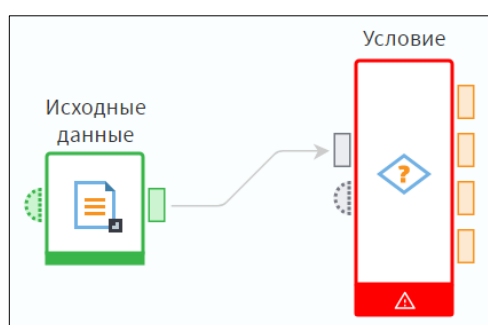 Условие
Исходные
данные
?